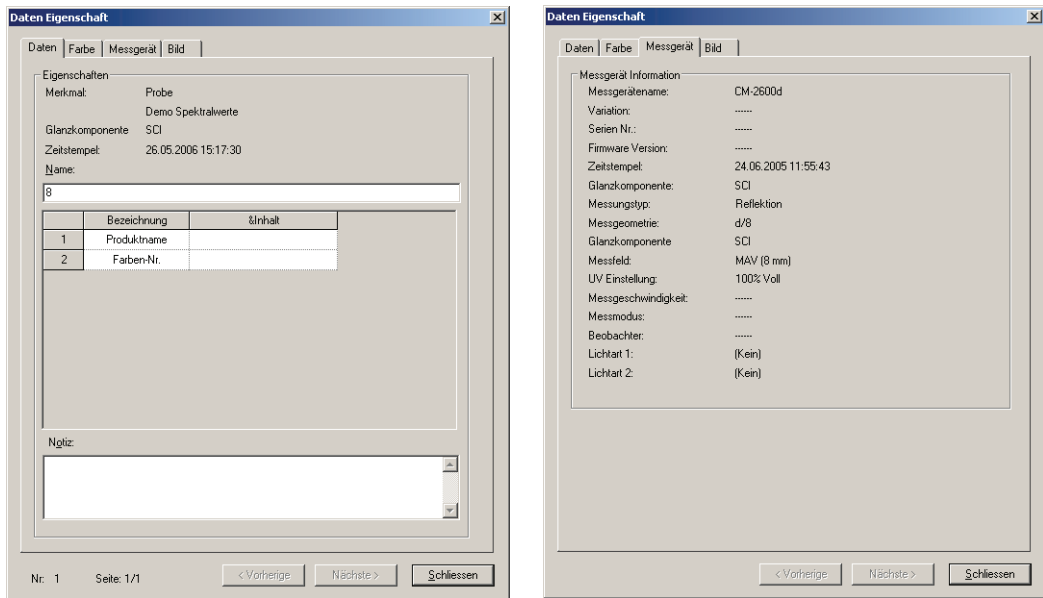 Daten Eigenschaft
Daten Farbe Messgerät Bild
Eigenschaften
Merkmal: Probe
Demo Spektralwerte
Glanzkomponente SCI
Zeitstempel: 26.05.2006 15:17:30
Name:
8
Bezeichnung &Inhalt
1 Produktname
2 Farben-Nr.
Notiz:
Nr: 1 Seite: 1/1 < Vorherige Nächste > Schliessen
Daten Eigenschaft
Daten Farbe Messgerät Bild
Messgerät Information
Messgerätename: CM-2600d
Variation: ------
Serien Nr.: ------
Firmware Version: ------
Zeitstempel: 24.06.2005 11:55:43
Glanzkomponente: SCI
Messungstyp: Reflektion
Messgeometrie: d/8
Glanzkomponente SCI
Messfeld: MAV (8 mm)
UV Einstellung: 100% Voll
Messgeschwindigkeit: ------
Messmodus: ------
Beobachter: ------
Lichtart 1: (Kein)
Lichtart 2: (Kein)
< Vorherige Nächste > Schliessen